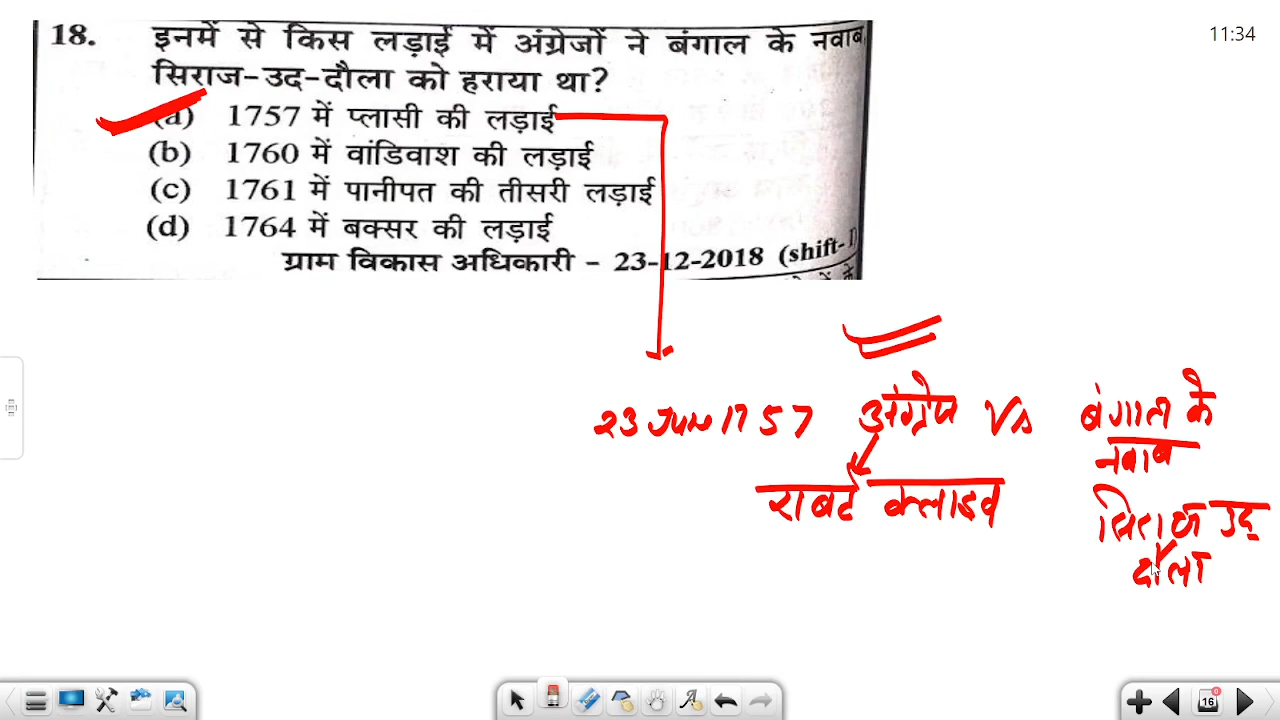 11:34
18. इनमें से किस लड़ाई में अंग्रेजों ने बंगाल के नवाब,
सिराज-उद-दौला को हराया था?
(a) 1757 में प्लासी की लड़ाई
(b) 1760 में वांडिवाश की लड़ाई
(c) 1761 में पानीपत की तीसरी लड़ाई
(d) 1764 में बक्सर की लड़ाई
ग्राम विकास अधिकारी - 23-12-2018 (shift-I)
23 Jun 1757 अंग्रेज Vs बंगाल के
नवाब
राबर्ट क्लाइव
सिराज उद
दौला
16